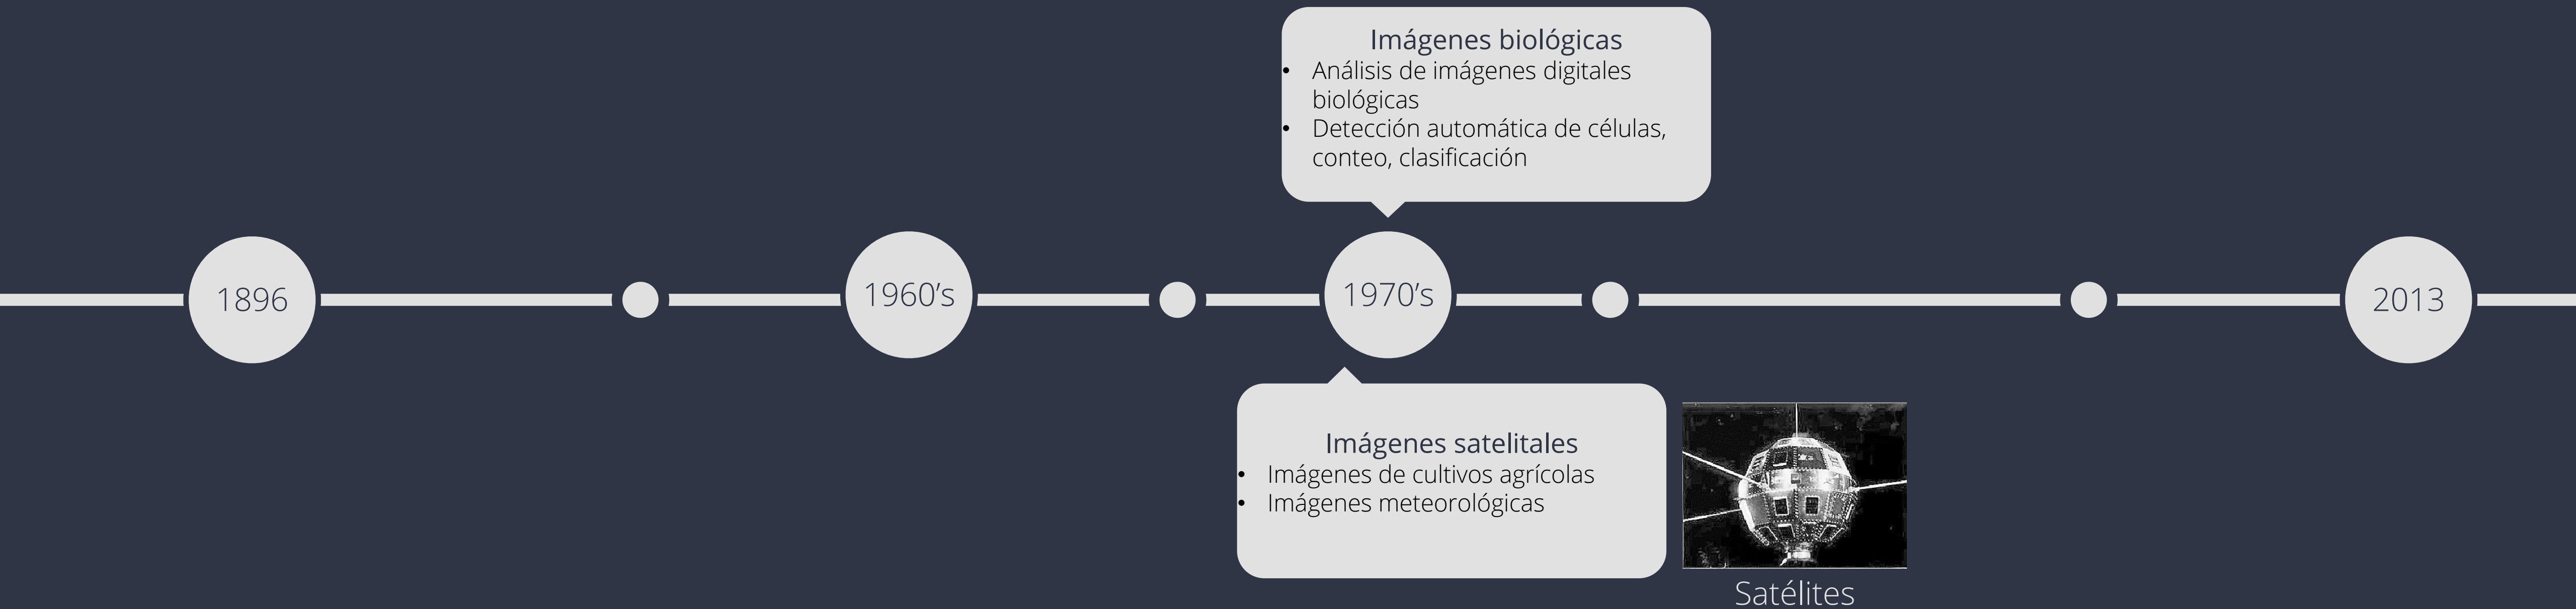 Imágenes biológicas
• Análisis de imágenes digitales
biológicas
• Detección automática de células,
conteo, clasificación
1896
1960's
1970's
2013
Imágenes satelitales
• Imágenes de cultivos agrícolas
• Imágenes meteorológicas
Satélites